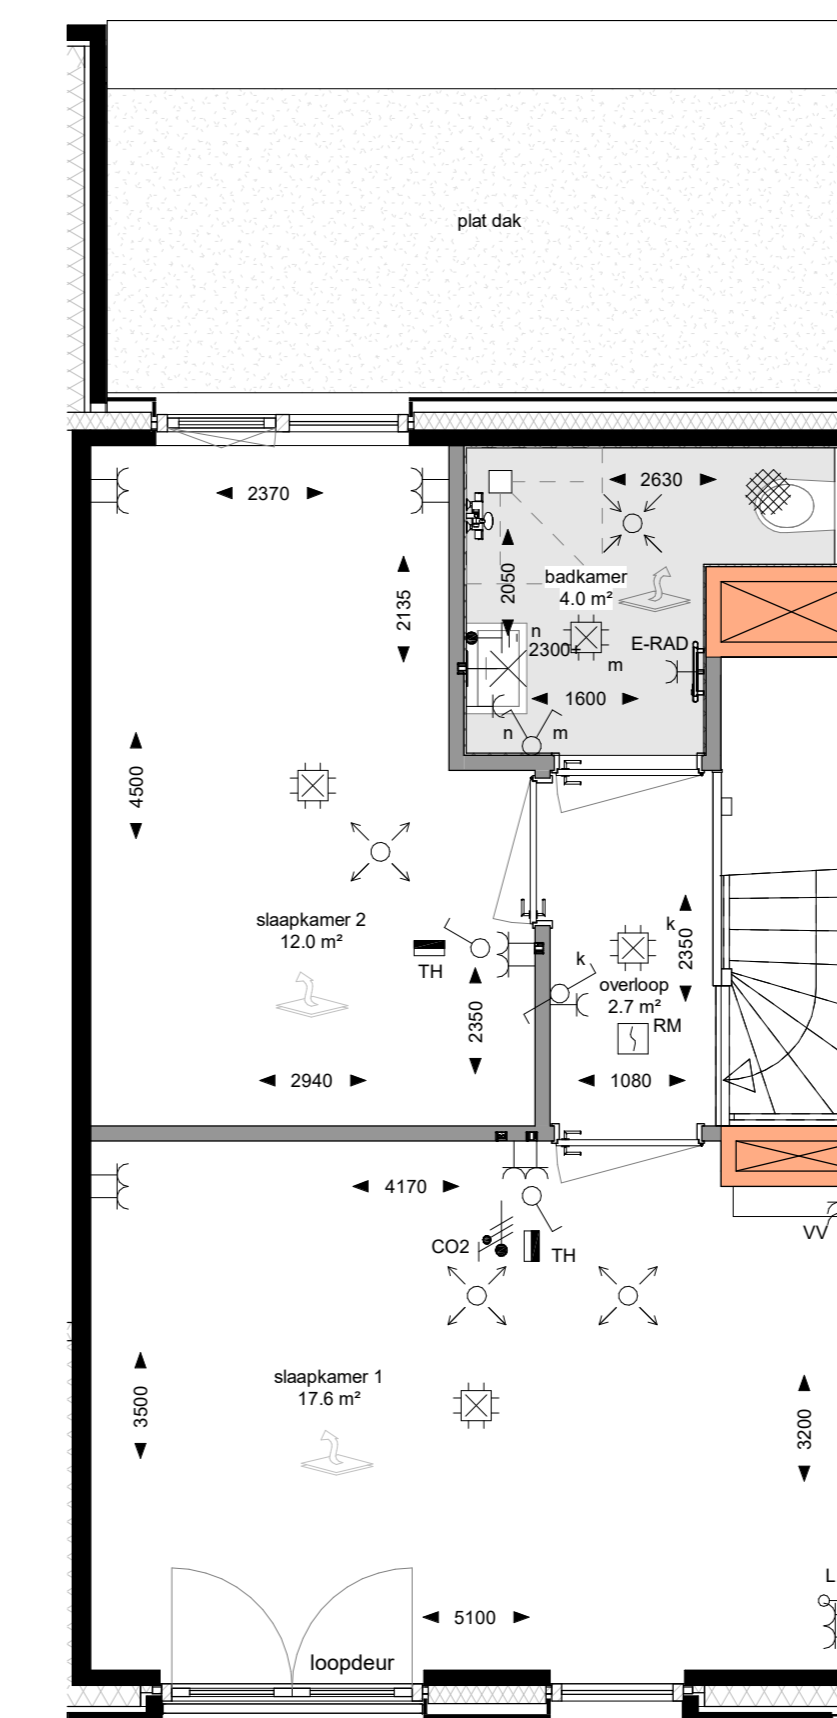 plat dak
2370
2630
2135
2050
badkamer
4.0 m²
n
2300+
m
E-RAD
1600
n
m
4500
slaapkamer 2
12.0 m²
TH
k
k
2350
overloop
2.7 m²
RM
2350
2940
1080
4170
CO2
TH
VV
slaapkamer 1
17.6 m²
3500
3200
L
5100
loopdeur